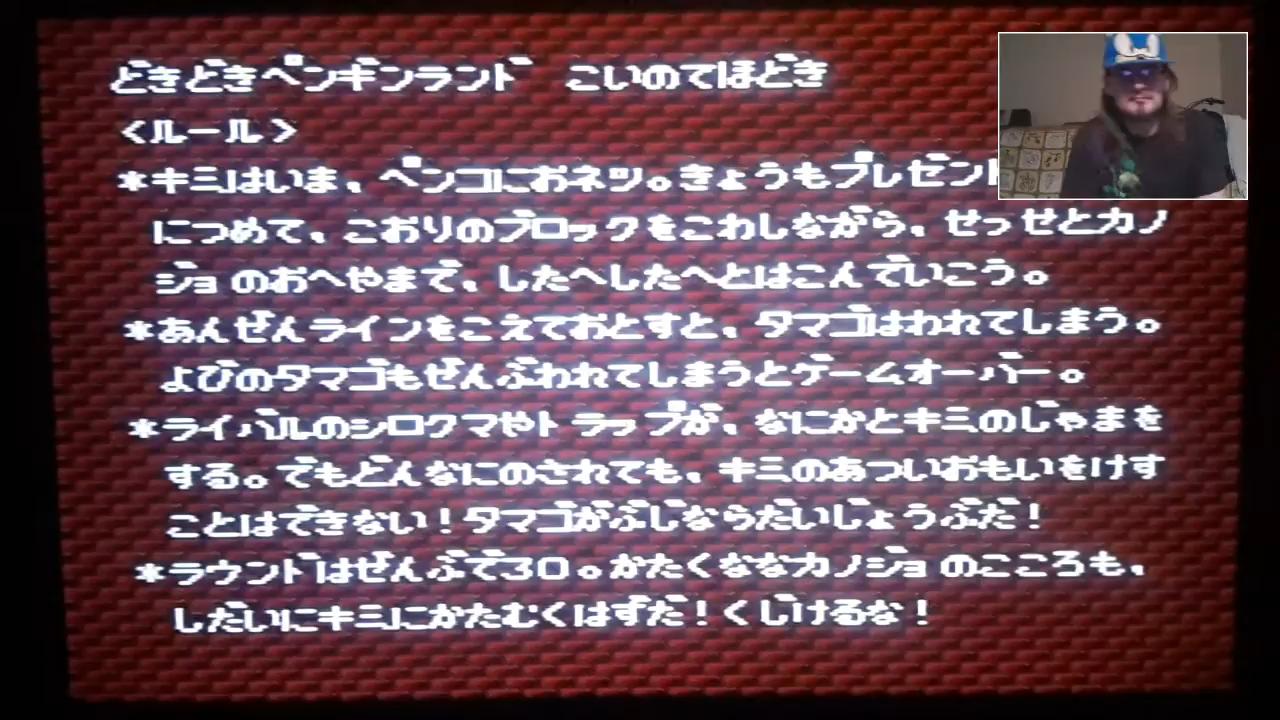 どきどきペンギンランド こいのてほどき
<ルール>
*キミはいま、ペンコにおネツ。きょうもプレゼント
につめて、こおりのブロックをこわしながら、せっせとカノ
ジョのおへやまで、したへしたへとはこんでいこう。
*あんぜんラインをこえておとすと、タマゴはわれてしまう。
よびのタマゴもぜんぶわれてしまうとゲームオーバー。
*ライバルのシロクマやトラップが、なにかとキミのじゃまを
する。でもどんなにのされても、キミのあついおもいをけす
ことはできない!タマゴがぶじならだいじょうぶだ!
*ラウンドはぜんぶで30。かたくななカノジョのこころも、
しだいにキミにかたむくはずだ!くじけるな!